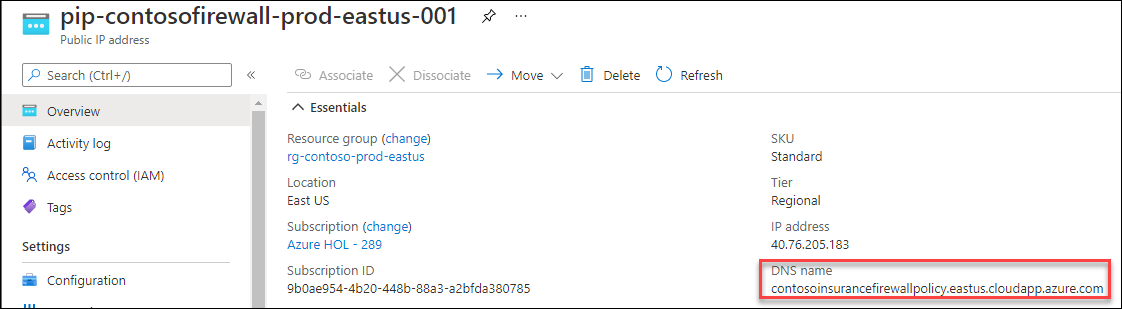 pip-contosofirewall-prod-eastus-001
Public IP address
Search (Ctrl+/)
Overview
Activity log
Access control (IAM)
Tags
Settings
Configuration
Associate
Dissociate
Move
Delete
Refresh
Essentials
Resource group (change)
rg-contoso-prod-eastus
Location
East US
Subscription (change)
Azure HOL - 289
Subscription ID
9b0ae954-4b20-448b-88a3-a2bfda380785
SKU
Standard
Tier
Regional
IP address
40.76.205.183
DNS name
contosoinsurancefirewallpolicy.eastus.cloudapp.azure.com